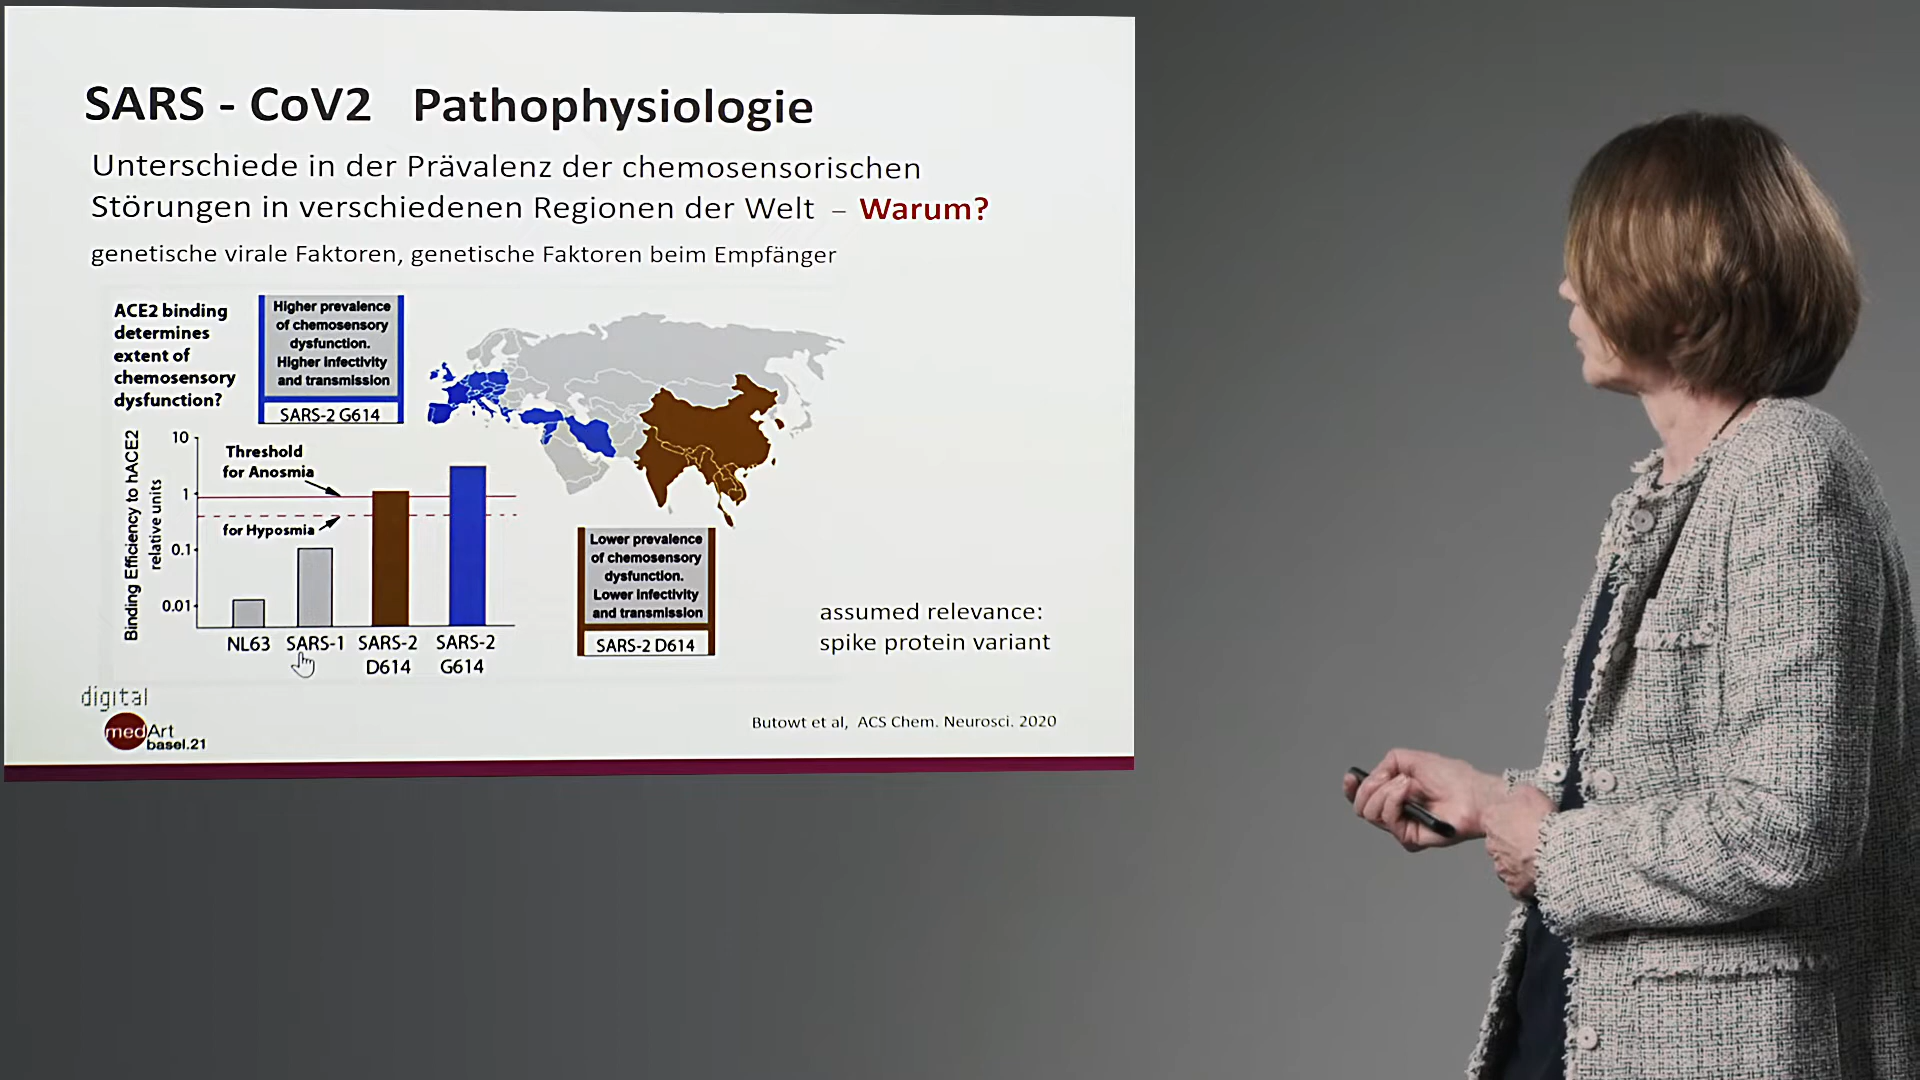 SARS - CoV2 Pathophysiologie
Unterschiede in der Prävalenz der chemosensorischen
Störungen in verschiedenen Regionen der Welt – Warum?
genetische virale Faktoren, genetische Faktoren beim Empfänger
ACE2 binding
determines
extent of
chemosensory
dysfunction?
Higher prevalence
of chemosensory
dysfunction.
Higher infectivity
and transmission
SARS-2 G614
Binding Efficiency to hACE2
relative units
10
1
0.1
0.01
Threshold
for Anosmia
for Hyposmia
NL63
SARS-1
SARS-2
D614
SARS-2
G614
Lower prevalence
of chemosensory
dysfunction.
Lower infectivity
and transmission
SARS-2 D614
assumed relevance:
spike protein variant
digital
medArt
basel.21
Butowt et al, ACS Chem. Neurosci. 2020